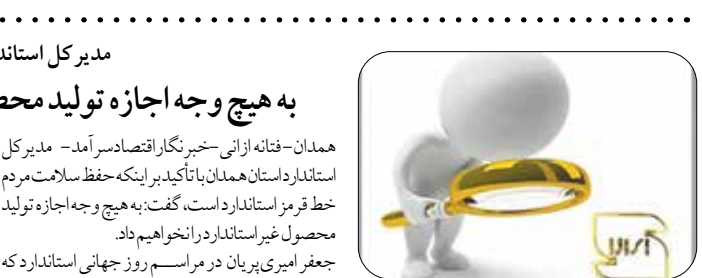 مدیر کل استاند
به هیچ وجه اجازه تولید محص
همدان-فتانه ازانی-خبرنگار اقتصادسرآمد- مدیر کل
استاندارد استان همدان با تأکید بر اینکه حفظ سلامت مردم
خط قرمز استاندارد است، گفت: به هیچ وجه اجازه تولید
محصول غیر استاندارد را نخواهیم داد.
جعفر امیری پریان در مراسم روز جهانی استاندارد که